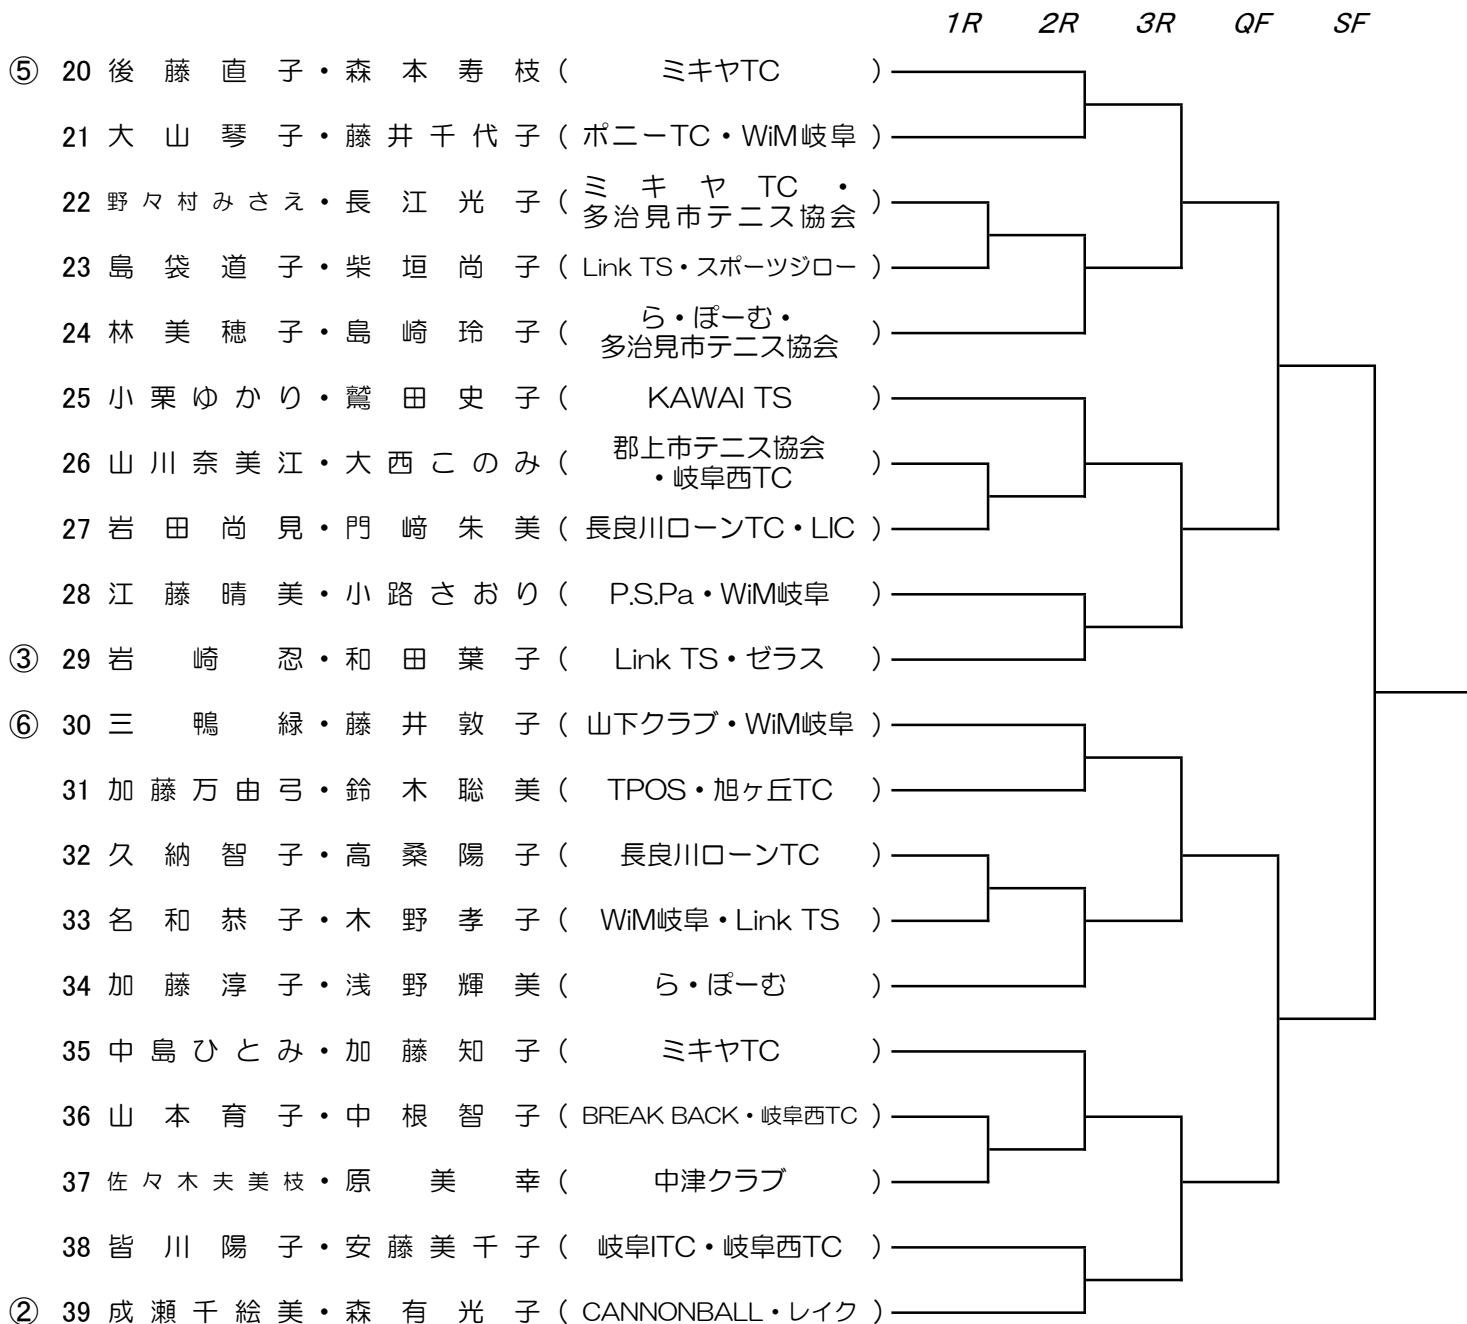 1R 2R 3R QF SF
⑤ 20 後藤直子・森本寿枝 ( ミキヤTC )
21 大山琴子・藤井千代子 ( ポニーTC・WiM岐阜 )
22 野々村みさえ・長江光子 ( ミキヤTC・
多治見市テニス協会 )
23 島袋道子・柴垣尚子 ( Link TS・スポーツジロー )
24 林美穂子・島崎玲子 ( ら・ぽーむ・
多治見市テニス協会 )
25 小栗ゆかり・鷲田史子 ( KAWAI TS )
26 山川奈美江・大西このみ ( 郡上市テニス協会
・岐阜西TC )
27 岩田尚見・門﨑朱美 ( 長良川ローンTC・LIC )
28 江藤晴美・小路さおり ( P.S.Pa・WiM岐阜 )
③ 29 岩崎忍・和田葉子 ( Link TS・ゼラス )
⑥ 30 三鴨緑・藤井敦子 ( 山下クラブ・WiM岐阜 )
31 加藤万由弓・鈴木聡美 ( TPOS・旭ヶ丘TC )
32 久納智子・高桑陽子 ( 長良川ローンTC )
33 名和恭子・木野孝子 ( WiM岐阜・Link TS )
34 加藤淳子・浅野輝美 ( ら・ぽーむ )
35 中島ひとみ・加藤知子 ( ミキヤTC )
36 山本育子・中根智子 ( BREAK BACK・岐阜西TC )
37 佐々木夫美枝・原美幸 ( 中津クラブ )
38 皆川陽子・安藤美千子 ( 岐阜ITC・岐阜西TC )
② 39 成瀬千絵美・森有光子 ( CANNONBALL・レイク )